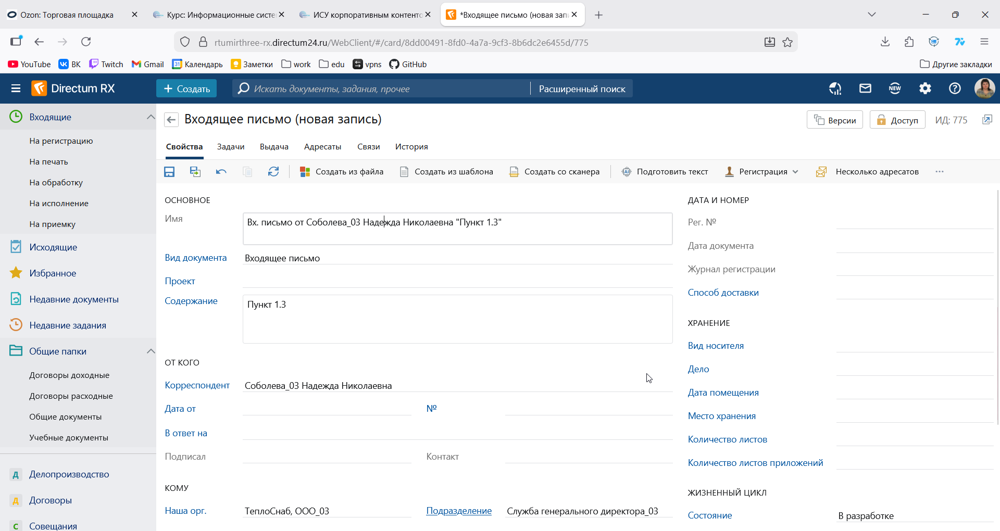 Ozon: Торговая площадка
Курс: Информационные систе
ИСУ корпоративным контенто
*Входящее письмо (новая запи
rtumirthree-rx.directum24.ru/WebClient/#/card/8dd00491-8fd0-4a7a-9cf3-8b6dc2e6455d/775
YouTube
ВК
Twitch
Gmail
31 Календарь
Заметки
work
edu
vpns
GitHub
Другие закладки
Directum RX
Создать
Искать документы, задания, прочее
Расширенный поиск
NEW
Входящие
На регистрацию
На печать
На обработку
На исполнение
На приемку
Исходящие
Избранное
Недавние документы
Недавние задания
Общие папки
Договоры доходные
Договоры расходные
Общие документы
Учебные документы
Д Делопроизводство
Д Договоры
С Совещания
Входящее письмо (новая запись)
Версии
Доступ
ИД: 775
Свойства
Задачи
Выдача
Адресаты
Связи
История
Создать из файла
Создать из шаблона
Создать со сканера
AI Подготовить текст
Регистрация
Несколько адресатов
ОСНОВНОЕ
Имя
Вх. письмо от Соболева_03 Надежда Николаевна "Пункт 1.3"
Вид документа
Входящее письмо
Проект
Содержание
Пункт 1.3
ОТ КОГО
Корреспондент
Соболева_03 Надежда Николаевна
Дата от
№
В ответ на
Подписал
Контакт
КОМУ
Наша орг.
ТеплоСнаб, ООО_03
Подразделение
Служба генерального директора_03
ДАТА И НОМЕР
Рег. №
Дата документа
Журнал регистрации
Способ доставки
ХРАНЕНИЕ
Вид носителя
Дело
Дата помещения
Место хранения
Количество листов
Количество листов приложений
ЖИЗНЕННЫЙ ЦИКЛ
Состояние
В разработке